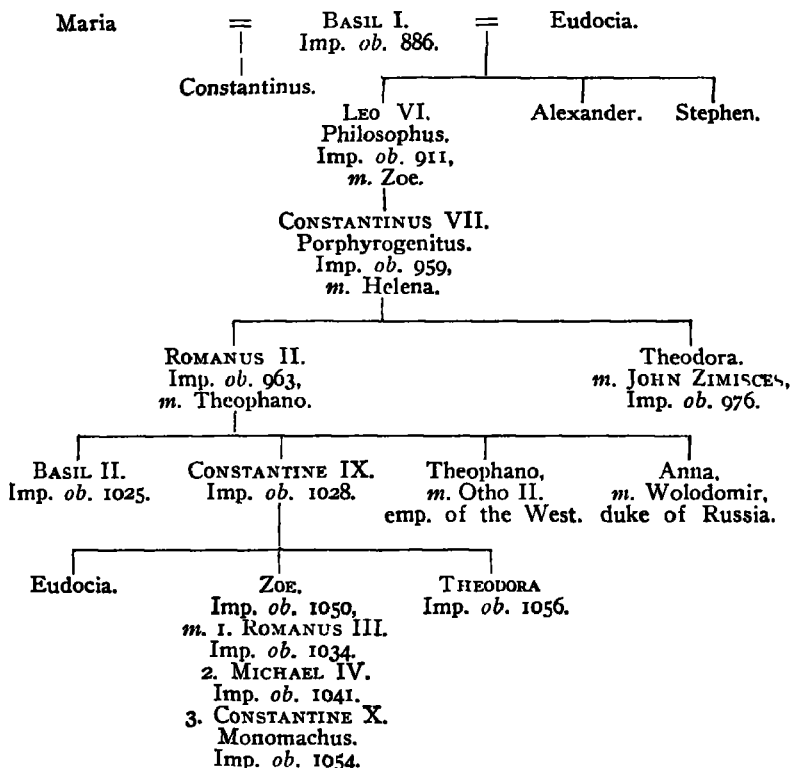 Maria = BASIL I. = Eudocia.
Imp. ob. 886.
Constantinus.
LEO VI. Alexander. Stephen.
Philosophus.
Imp. ob. 911,
m. Zoe.
CONSTANTINUS VII.
Porphyrogenitus.
Imp. ob. 959,
m. Helena.
ROMANUS II. Theodora.
Imp. ob. 963, m. JOHN ZIMISCES,
m. Theophano. Imp. ob. 976.
BASIL II. CONSTANTINE IX. Theophano, Anna,
Imp. ob. 1025. Imp. ob. 1028. m. Otho II. m. Wolodomir,
emp. of the West. duke of Russia.
Eudocia. ZOE. THEODORA
Imp. ob. 1050, Imp. ob. 1056.
m. 1. ROMANUS III.
Imp. ob. 1034.
2. MICHAEL IV.
Imp. ob. 1041.
3. CONSTANTINE X.
Monomachus.
Imp. ob. 1054.